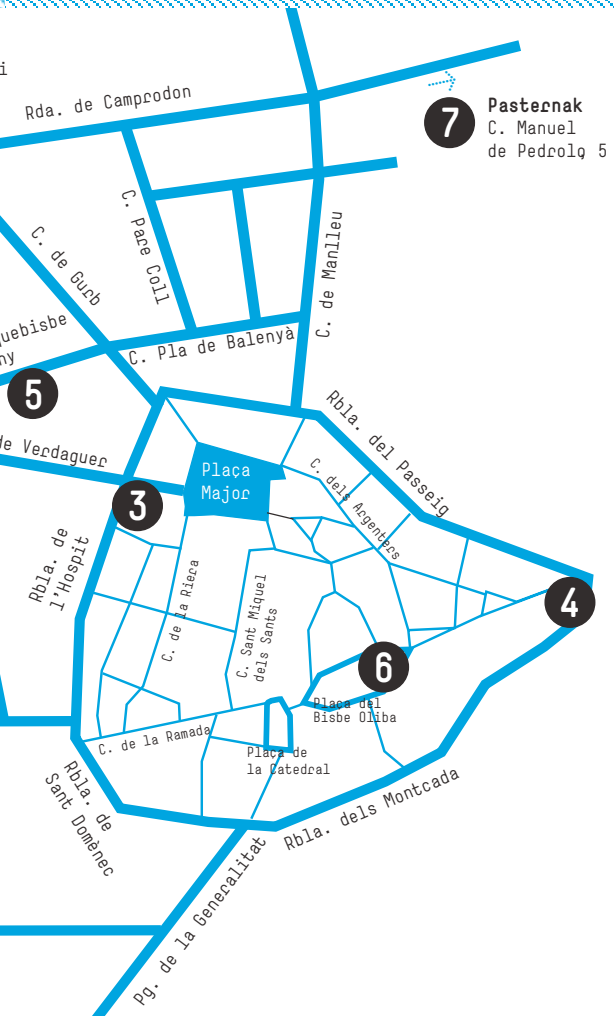 i
Rda. de Camprodon
7
Pasternak
C. Manuel
de Pedrolo, 5
C. Pare Coll
C. de Gurb
C. de Manlleu
quebisbe
ny
C. Pla de Balenyà
5
de Verdaguer
Rbla. del Passeig
Plaça
Major
C. dels Argenters
3
Rbla. de
l'Hospit
C. de la Riera
C. Sant Miquel
dels Sants
4
6
Plaça del
Bisbe Oliba
C. de la Ramada
Plaça de
la Catedral
Rbla. de
Sant Domènec
Rbla. dels Montcada
Pg. de la Generalitat